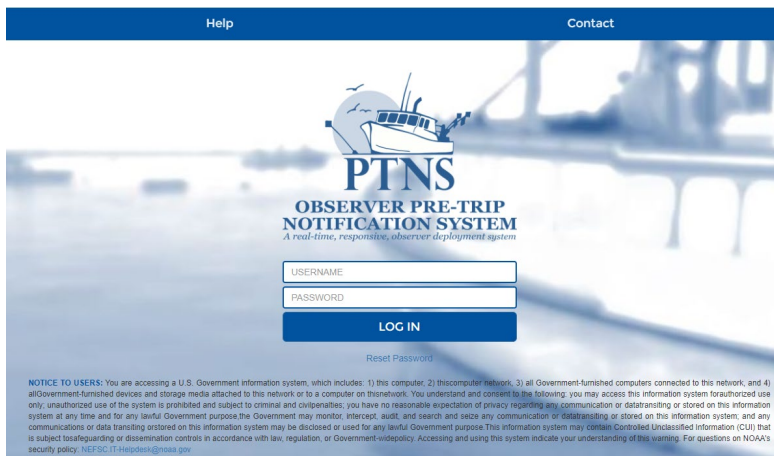 Help Contact
PTNS
OBSERVER PRE-TRIP
NOTIFICATION SYSTEM
A real-time, responsive, observer deployment system
USERNAME
PASSWORD
LOG IN
Reset Password
NOTICE TO USERS: You are accessing a U.S. Government information system, which includes: 1) this computer, 2) thiscomputer network, 3) all Government-furnished computers connected to this network, and 4)
allGovernment-furnished devices and storage media attached to this network or to a computer on thisnetwork. You understand and consent to the following: you may access this information system forauthorized use
only; unauthorized use of the system is prohibited and subject to criminal and civilpenalties; you have no reasonable expectation of privacy regarding any communication or datatransiting or stored on this information
system at any time and for any lawful Government purpose,the Government may monitor, intercept, audit, and search and seize any communication or datatransiting or stored on this information system; and any
communications or data transiting orstored on this information system may be disclosed or used for any lawful Government purpose.This information system may contain Controlled Unclassified Information (CUI) that
is subject tosafeguarding or dissemination controls in accordance with law, regulation, or Government-widepolicy. Accessing and using this system indicate your understanding of this warning. For questions on NOAA's
security policy: NEFSC.IT-Helpdesk@noaa.gov